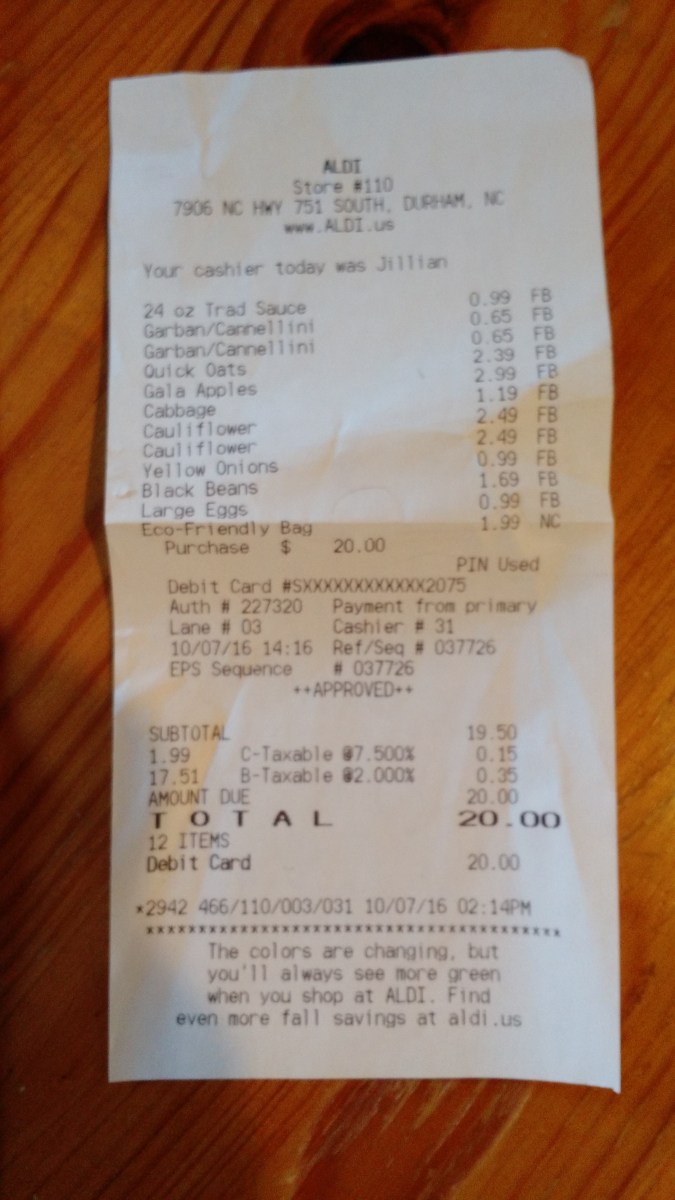 ALDI
Store #110
7906 NC HWY 751 SOUTH, DURHAM, NC
www.ALDI.us
Your cashier today was Jillian
24 oz Trad Sauce 0.99 FB
Garban/Cannellini 0.65 FB
Garban/Cannellini 0.65 FB
Quick Oats 2.39 FB
Gala Apples 2.99 FB
Cabbage 1.19 FB
Cauliflower 2.49 FB
Cauliflower 2.49 FB
Yellow Onions 0.99 FB
Black Beans 1.69 FB
Large Eggs 0.99 FB
Eco-Friendly Bag 1.99 NC
Purchase $ 20.00
PIN Used
Debit Card #SXXXXXXXXXXXX2075
Auth # 227320 Payment from primary
Lane # 03 Cashier # 31
10/07/16 14:16 Ref/Seq # 037726
EPS Sequence # 037726
++APPROVED++
SUBTOTAL 19.50
1.99 C-Taxable @7.500% 0.15
17.51 B-Taxable @2.000% 0.35
AMOUNT DUE 20.00
TOTAL 20.00
12 ITEMS
Debit Card 20.00
*2942 466/110/003/031 10/07/16 02:14PM
****************************************
The colors are changing, but
you'll always see more green
when you shop at ALDI. Find
even more fall savings at aldi.us